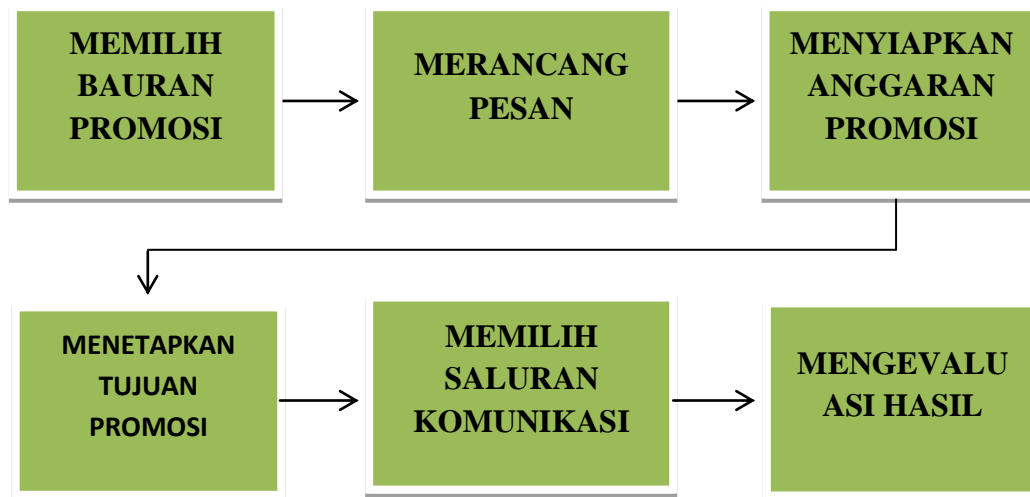 MEMILIH
BAURAN
PROMOSI
MERANCANG
PESAN
MENYIAPKAN
ANGGARAN
PROMOSI
MENETAPKAN
TUJUAN
PROMOSI
MEMILIH
SALURAN
KOMUNIKASI
MENGEVALU
ASI HASIL